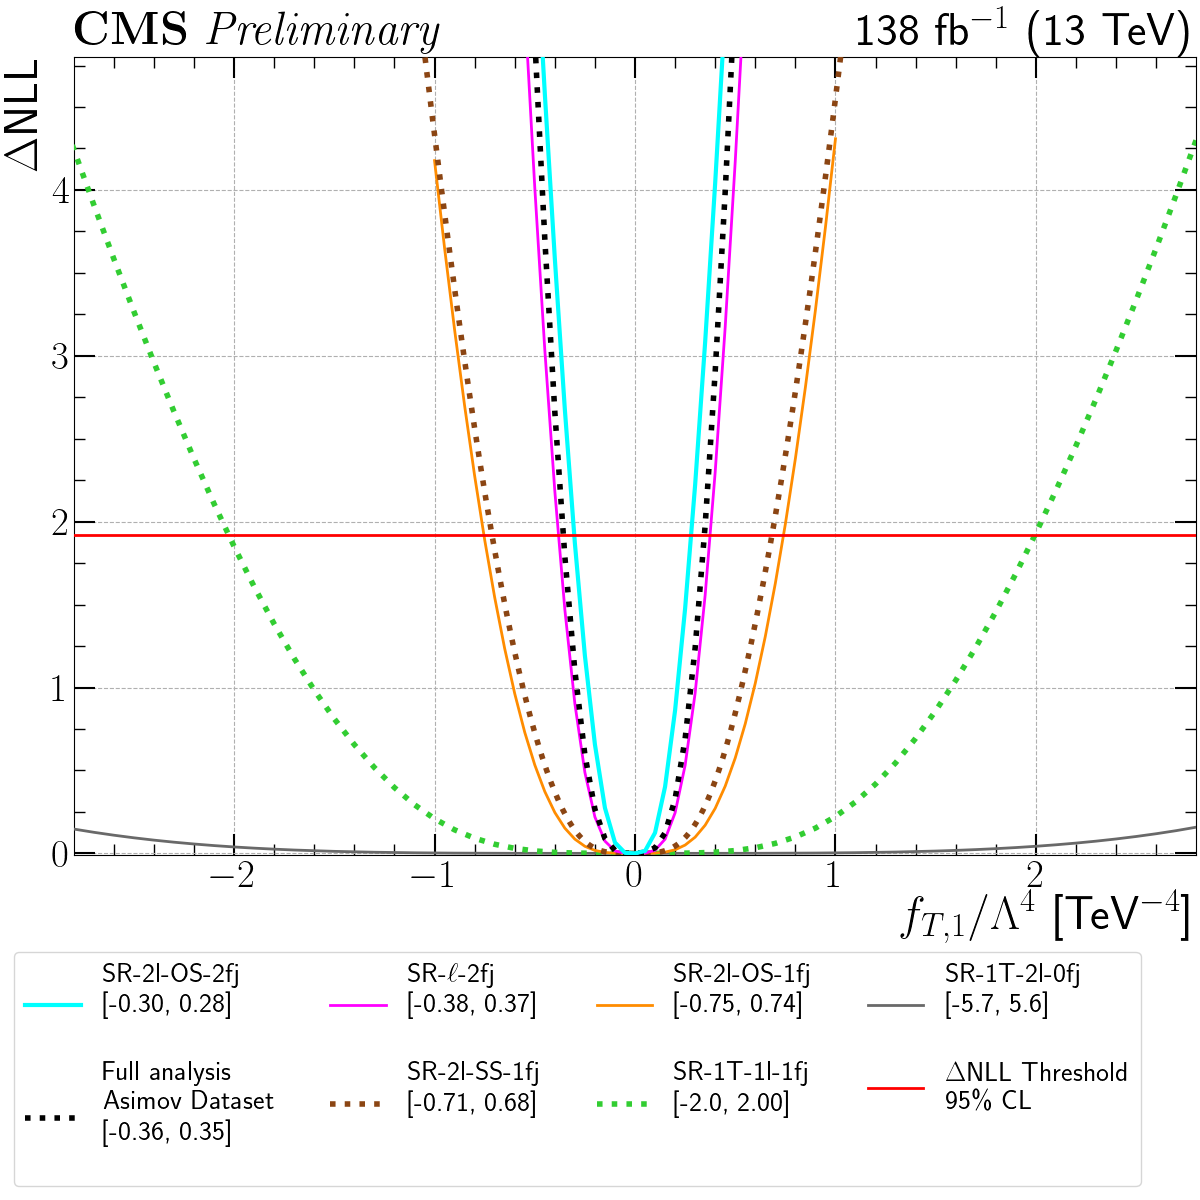 CMS Preliminary 138 fb⁻¹ (13 TeV)
ΔNLL
4
3
2
1
0
−2 −1 0 1 2
f_{T,1}/Λ⁴ [TeV⁻⁴]
SR-2l-OS-2fj
[-0.30, 0.28]
SR-ℓ-2fj
[-0.38, 0.37]
SR-2l-OS-1fj
[-0.75, 0.74]
SR-1T-2l-0fj
[-5.7, 5.6]
Full analysis
Asimov Dataset
[-0.36, 0.35]
SR-2l-SS-1fj
[-0.71, 0.68]
SR-1T-1l-1fj
[-2.0, 2.00]
ΔNLL Threshold
95% CL